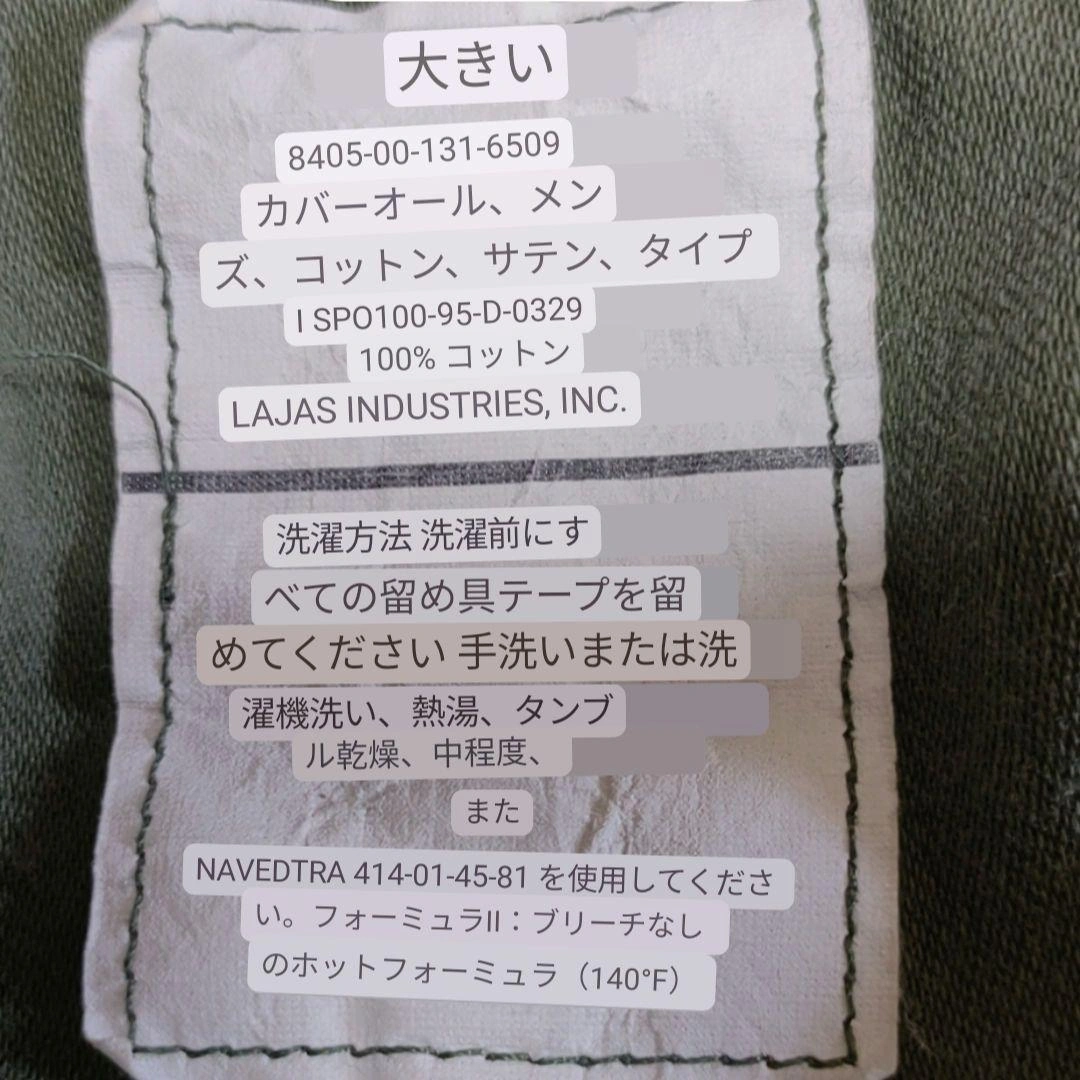 大きい
8405-00-131-6509
カバーオール、メン
ズ、コットン、サテン、タイプ
I SPO100-95-D-0329
100% コットン
LAJAS INDUSTRIES, INC.
洗濯方法 洗濯前にす
べての留め具テープを留
めてください 手洗いまたは洗
濯機洗い、熱湯、タンブ
ル乾燥、中程度、
また
NAVEDTRA 414-01-45-81 を使用してくださ
い。フォーミュラII：ブリーチなし
のホットフォーミュラ（140°F）